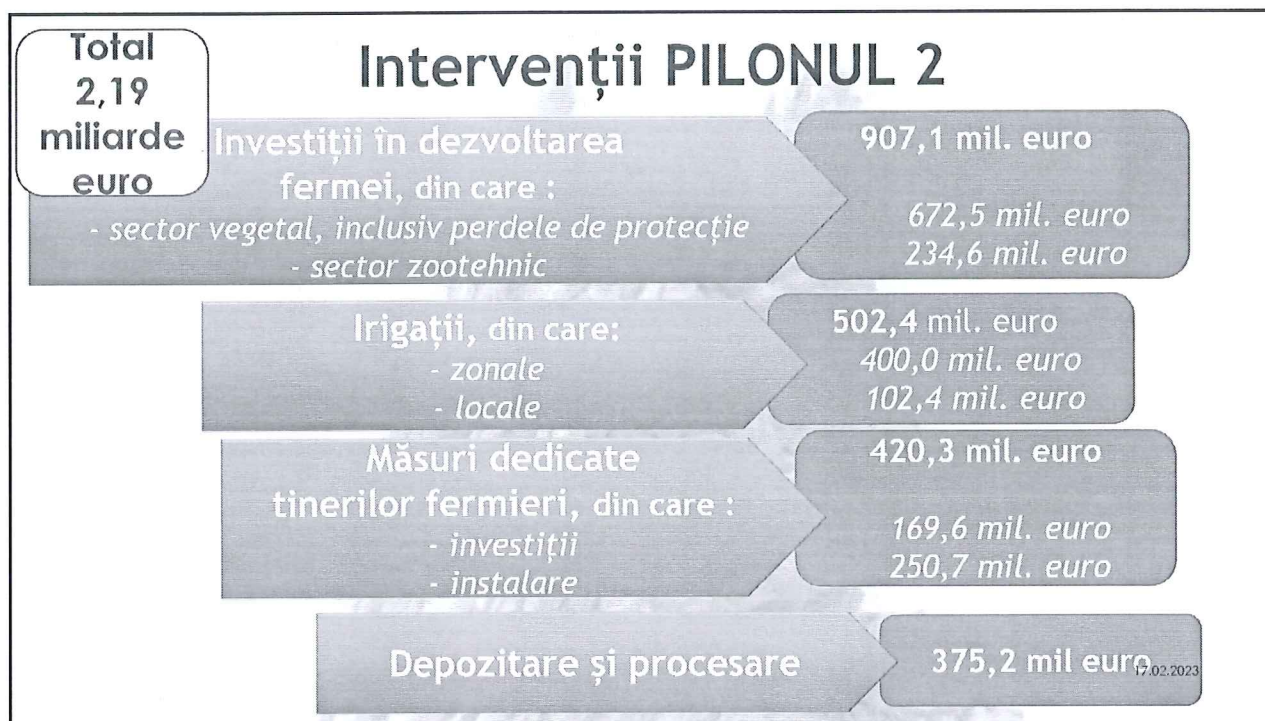 Total
2,19
miliarde
euro
Intervenții PILONUL 2
Investiții în dezvoltarea
fermei, din care :
- sector vegetal, inclusiv perdele de protecție
- sector zootehnic
907,1 mil. euro
672,5 mil. euro
234,6 mil. euro
Irigații, din care:
- zonale
- locale
502,4 mil. euro
400,0 mil. euro
102,4 mil. euro
Măsuri dedicate
tinerilor fermieri, din care :
- investiții
- instalare
420,3 mil. euro
169,6 mil. euro
250,7 mil. euro
Depozitare și procesare
375,2 mil euro
17.02.2023